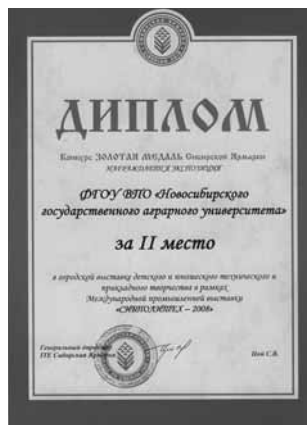 ДИПЛОМ
Конкурс ЗОЛОТАЯ МЕДАЛЬ Сибирской Ярмарки
НАГРАЖДАЕТСЯ ЭКСПОЗИЦИЯ
ФГОУ ВПО «Новосибирского
государственного аграрного университета»
за II место
в городской выставке детского и юношеского технического и
прикладного творчества в рамках
Международной промышленной выставки
«СИБПОЛИТЕХ – 2008»
Генеральный директор
ITE Сибирская Ярмарка
Цой С.В.